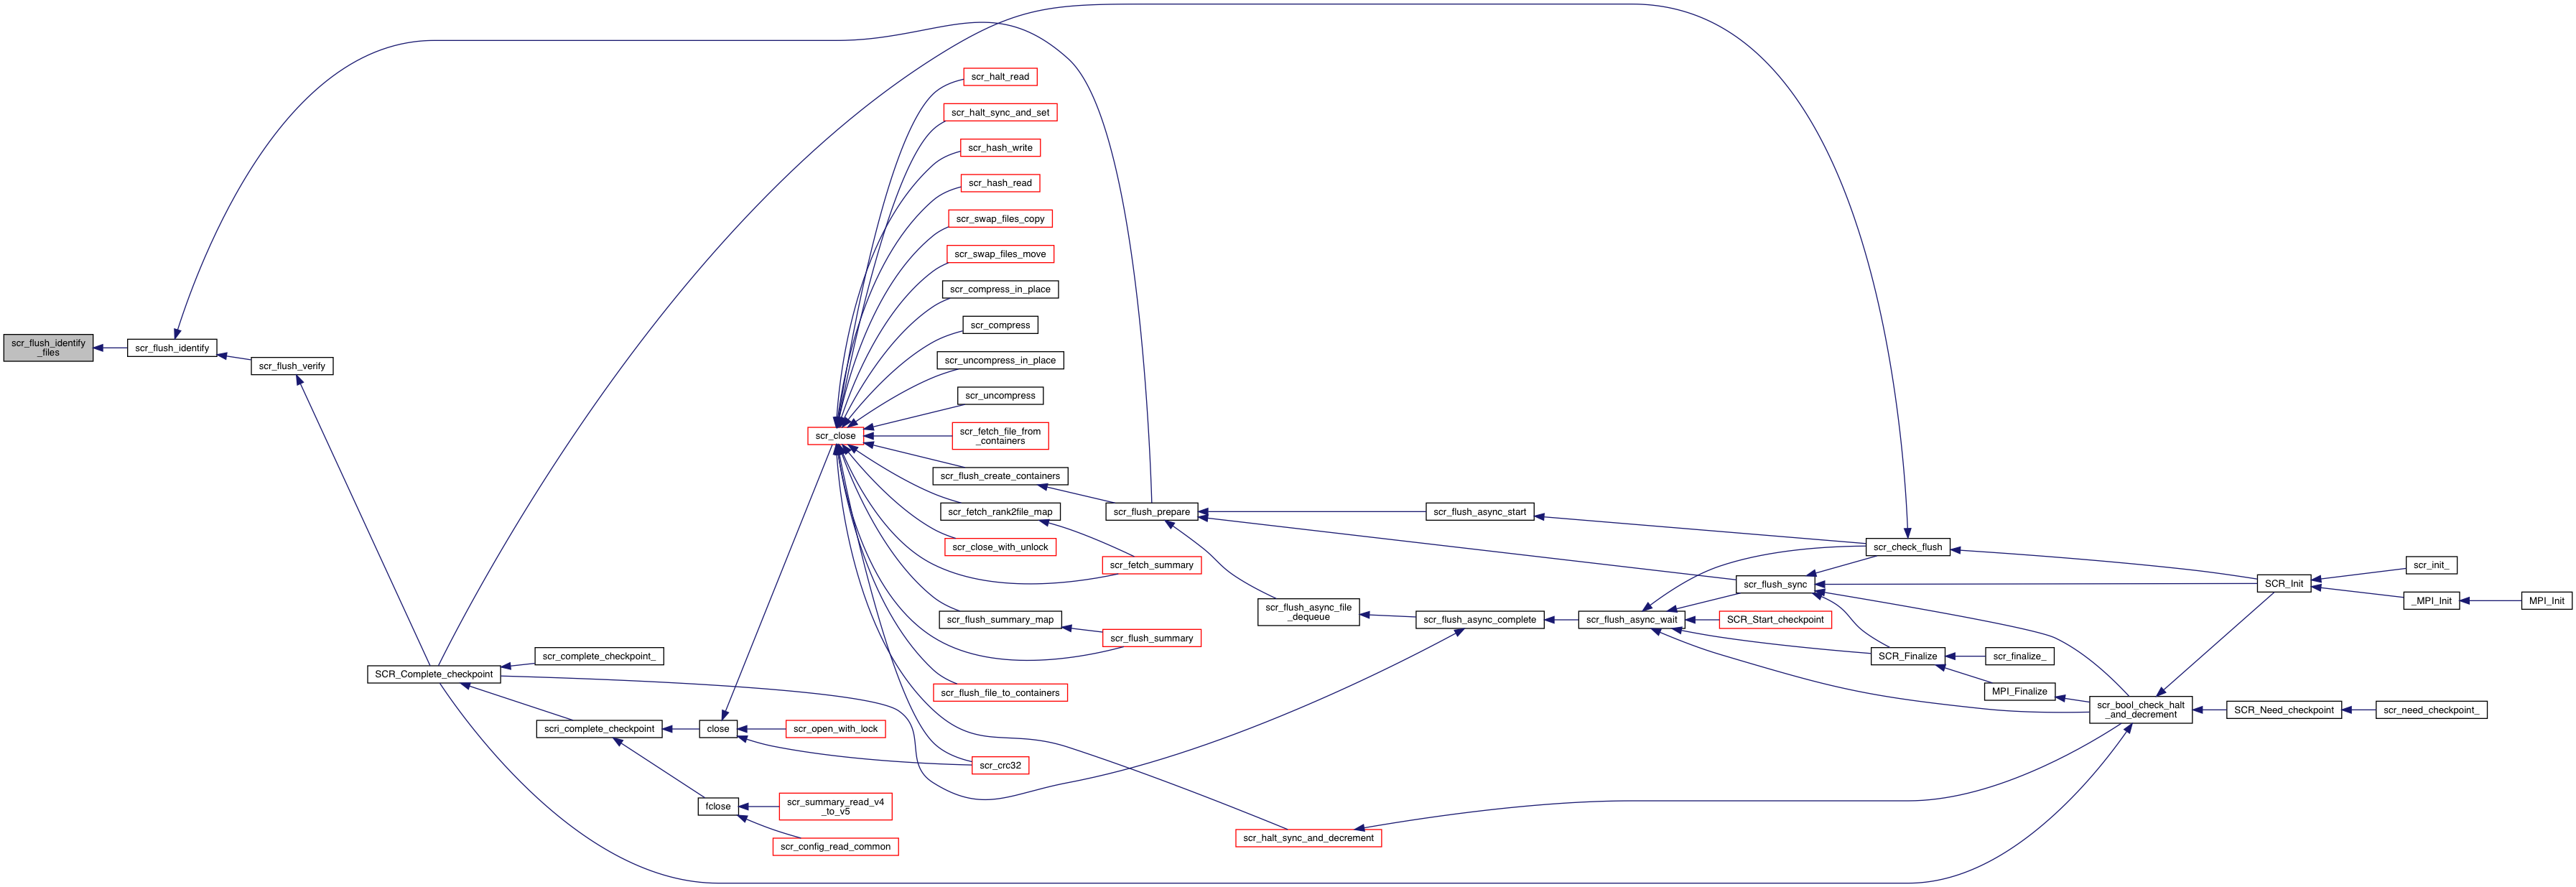 scr_flush_identify
_files
scr_flush_identify
scr_flush_verify
SCR_Complete_checkpoint
scr_complete_checkpoint_
scri_complete_checkpoint
close
fclose
scr_open_with_lock
scr_summary_read_v4
_to_v5
scr_config_read_common
scr_close
scr_halt_read
scr_halt_sync_and_set
scr_hash_write
scr_hash_read
scr_swap_files_copy
scr_swap_files_move
scr_compress_in_place
scr_compress
scr_uncompress_in_place
scr_uncompress
scr_fetch_file_from
_containers
scr_flush_create_containers
scr_fetch_rank2file_map
scr_close_with_unlock
scr_flush_summary_map
scr_flush_file_to_containers
scr_crc32
scr_flush_prepare
scr_fetch_summary
scr_flush_summary
scr_flush_async_file
_dequeue
scr_halt_sync_and_decrement
scr_flush_async_start
scr_flush_async_complete
scr_flush_async_wait
scr_flush_sync
SCR_Start_checkpoint
scr_check_flush
SCR_Finalize
scr_finalize_
MPI_Finalize
scr_bool_check_halt
_and_decrement
SCR_Init
SCR_Need_checkpoint
scr_init_
_MPI_Init
MPI_Init
scr_need_checkpoint_